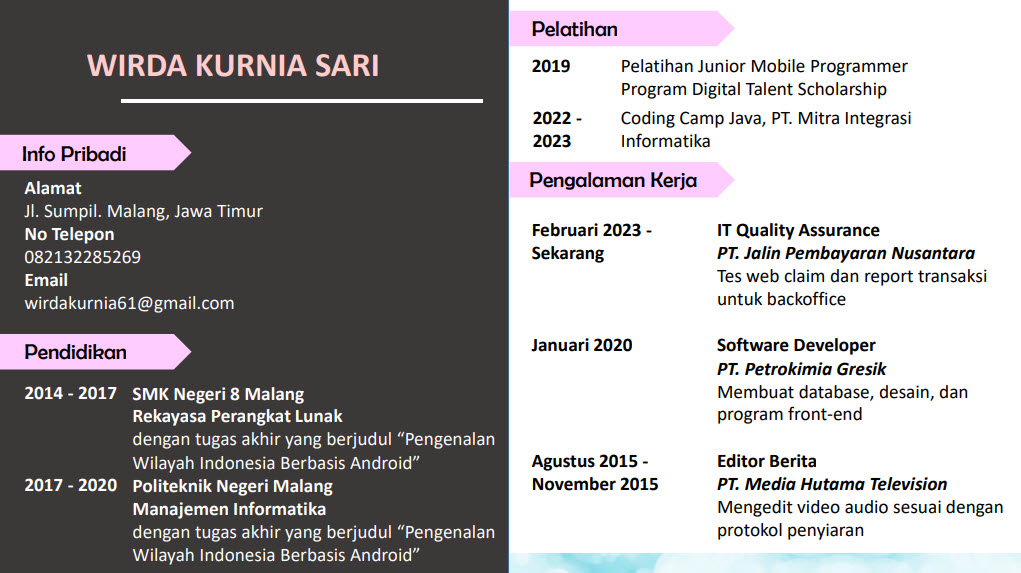 WIRDA KURNIA SARI
Info Pribadi
Alamat
Jl. Sumpil. Malang, Jawa Timur
No Telepon
082132285269
Email
wirdakurnia61@gmail.com
Pendidikan
2014 - 2017 SMK Negeri 8 Malang
Rekayasa Perangkat Lunak
dengan tugas akhir yang berjudul “Pengenalan
Wilayah Indonesia Berbasis Android”
2017 - 2020 Politeknik Negeri Malang
Manajemen Informatika
dengan tugas akhir yang berjudul “Pengenalan
Wilayah Indonesia Berbasis Android”
Pelatihan
2019 Pelatihan Junior Mobile Programmer
Program Digital Talent Scholarship
2022 - Coding Camp Java, PT. Mitra Integrasi
2023 Informatika
Pengalaman Kerja
Februari 2023 - IT Quality Assurance
Sekarang PT. Jalin Pembayaran Nusantara
Tes web claim dan report transaksi
untuk backoffice
Januari 2020 Software Developer
PT. Petrokimia Gresik
Membuat database, desain, dan
program front-end
Agustus 2015 - Editor Berita
November 2015 PT. Media Hutama Television
Mengedit video audio sesuai dengan
protokol penyiaran